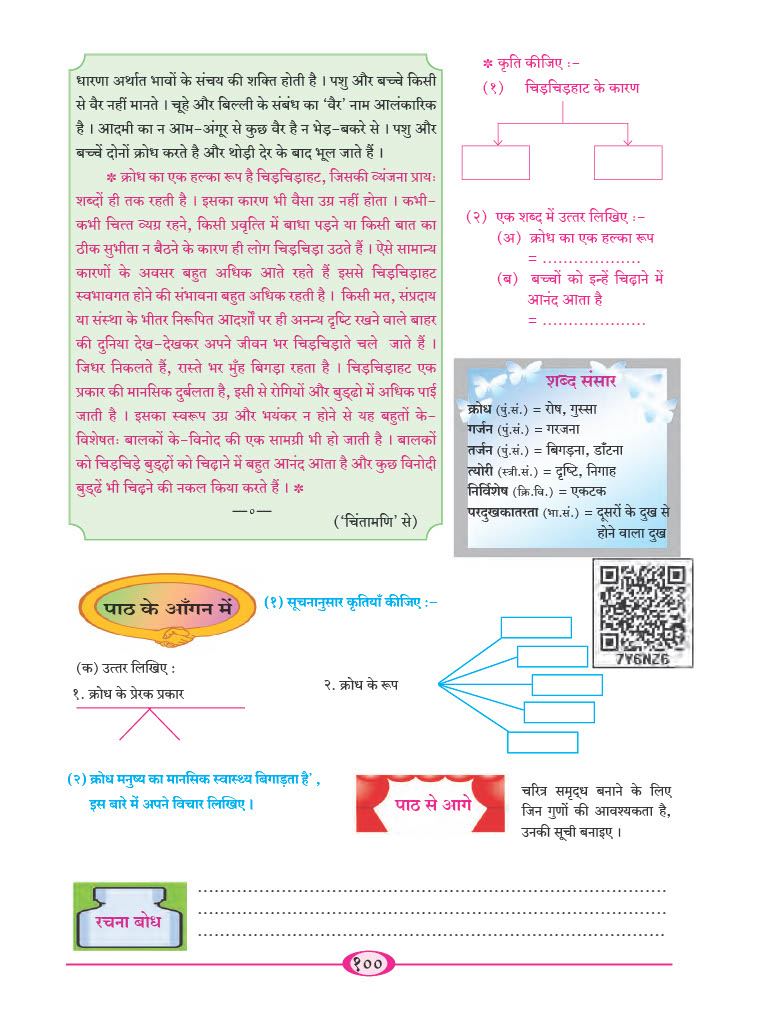 धारणा अर्थात भावों के संचय की शक्ति होती है । पशु और बच्चे किसी
से वैर नहीं मानते । चूहे और बिल्ली के संबंध का ‘वैर’ नाम आलंकारिक
है । आदमी का न आम-अंगूर से कुछ वैर है न भेड़-बकरे से । पशु और
बच्चें दोनों क्रोध करते है और थोड़ी देर के बाद भूल जाते हैं ।
* क्रोध का एक हल्का रूप है चिड़चिड़ाहट, जिसकी व्यंजना प्रायः
शब्दों ही तक रहती है । इसका कारण भी वैसा उग्र नहीं होता । कभी-
कभी चित्त व्यग्र रहने, किसी प्रवृत्ति में बाधा पड़ने या किसी बात का
ठीक सुभीता न बैठने के कारण ही लोग चिड़चिड़ा उठते हैं । ऐसे सामान्य
कारणों के अवसर बहुत अधिक आते रहते हैं इससे चिड़चिड़ाहट
स्वभावगत होने की संभावना बहुत अधिक रहती है । किसी मत, संप्रदाय
या संस्था के भीतर निरूपित आदर्शों पर ही अनन्य दृष्टि रखने वाले बाहर
की दुनिया देख-देखकर अपने जीवन भर चिड़चिड़ाते चले जाते हैं ।
जिधर निकलते हैं, रास्ते भर मुँह बिगड़ा रहता है । चिड़चिड़ाहट एक
प्रकार की मानसिक दुर्बलता है, इसी से रोगियों और बुड्ढो में अधिक पाई
जाती है । इसका स्वरूप उग्र और भयंकर न होने से यह बहुतों के-
विशेषतः बालकों के-विनोद की एक सामग्री भी हो जाती है । बालकों
को चिड़चिड़े बुड्ढ़ों को चिढ़ाने में बहुत आनंद आता है और कुछ विनोदी
बुड्ढें भी चिढ़ने की नकल किया करते हैं । *
—०—
(‘चिंतामणि’ से)
* कृति कीजिए :-
(१) चिड़चिड़हाट के कारण
(२) एक शब्द में उत्तर लिखिए :-
(अ) क्रोध का एक हल्का रूप
= ...................
(ब) बच्चों को इन्हें चिढ़ाने में
आनंद आता है
= ....................
शब्द संसार
क्रोध (पुं.सं.) = रोष, गुस्सा
गर्जन (पुं.सं.) = गरजना
तर्जन (पुं.सं.) = बिगड़ना, डाँटना
त्योरी (स्त्री.सं.) = दृष्टि, निगाह
निर्विशेष (क्रि.वि.) = एकटक
परदुखकातरता (भा.सं.) = दूसरों के दुख से
होने वाला दुख
7Y6NZ6
पाठ के आँगन में
(१) सूचनानुसार कृतियाँ कीजिए :-
(क) उत्तर लिखिए :
१. क्रोध के प्रेरक प्रकार
२. क्रोध के रूप
(२) क्रोध मनुष्य का मानसिक स्वास्थ्य बिगाड़ता है’ ,
इस बारे में अपने विचार लिखिए ।
पाठ से आगे
चरित्र समृद्ध बनाने के लिए
जिन गुणों की आवश्यकता है,
उनकी सूची बनाइए ।
रचना बोध
..........................................................................................
..........................................................................................
..........................................................................................
१००